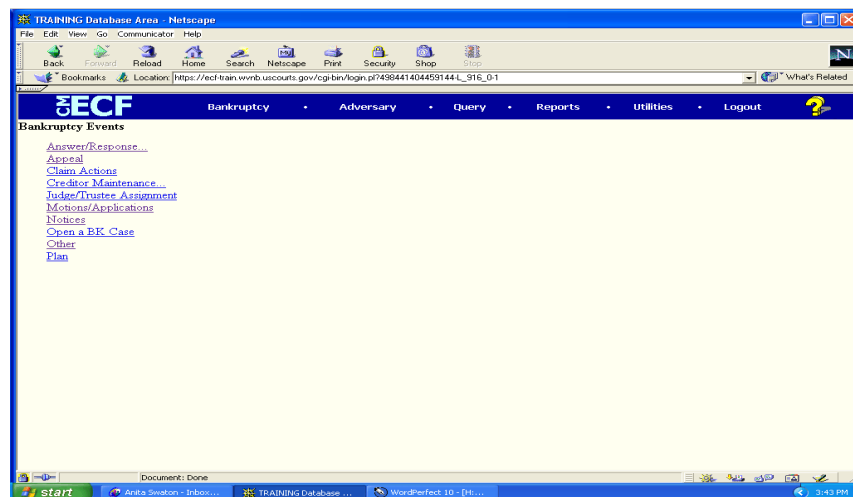 TRAINING Database Area - Netscape
File Edit View Go Communicator Help
Back Forward Reload Home Search Netscape Print Security Shop Stop
Bookmarks Location: https://ecf-train.wvnb.uscourts.gov/cgi-bin/login.pl?498441404459144-L_916_0-1 What's Related
CM ECF Bankruptcy • Adversary • Query • Reports • Utilities • Logout ?
Bankruptcy Events
Answer/Response...
Appeal
Claim Actions
Creditor Maintenance...
Judge/Trustee Assignment
Motions/Applications
Notices
Open a BK Case
Other
Plan
Document: Done
start Anita Swaton - Inbox... TRAINING Database ... WordPerfect 10 - [H:... 3:43 PM